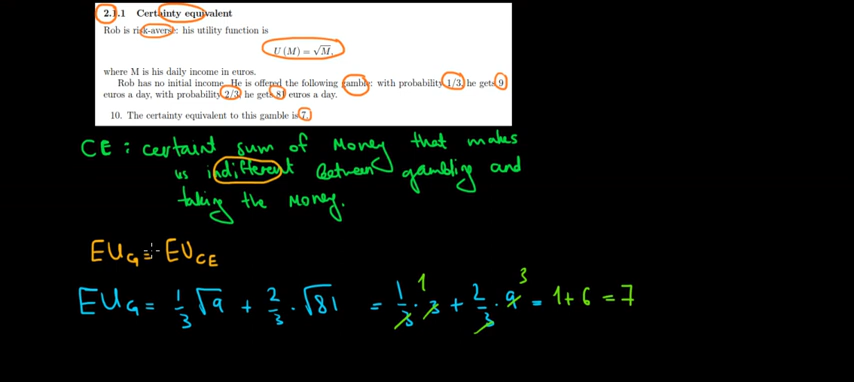 2.1.1 Certainty equivalent
Rob is risk-averse: his utility function is
U (M) = √M,
where M is his daily income in euros.
Rob has no initial income. He is offered the following gamble: with probability 1/3, he gets 9
euros a day, with probability 2/3, he gets 81 euros a day.
10. The certainty equivalent to this gamble is 7.
CE : certaint sum of Money that makes
us indifferent between gambling and
taking the Money.
EU_G = EU_CE
EU_G = 1/3 √9 + 2/3 · √81 = 1/3 · 3 1 + 2/3 · 9 3 = 1 + 6 = 7